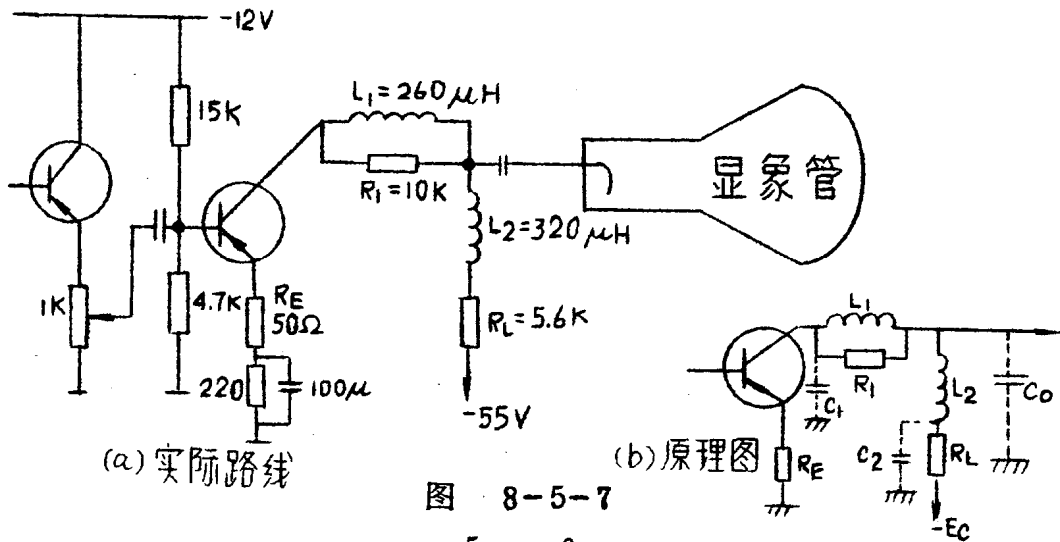 -12V
15K
L₁=260μH
R₁=10K
显象管
L₂=320μH
1K
4.7K
R_E
50Ω
R_L=5.6K
220
100μ
-55V
(a)实际路线
L₁
R₁
C₁
L₂
C₀
C₂
R_L
R_E
-E_C
(b)原理图
图 8-5-7